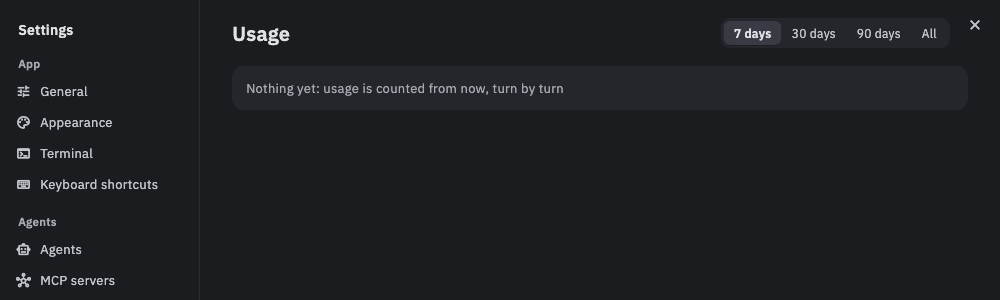 Settings
App
General
Appearance
Terminal
Keyboard shortcuts
Agents
Agents
MCP servers
Usage
7 days
30 days
90 days
All
Nothing yet: usage is counted from now, turn by turn